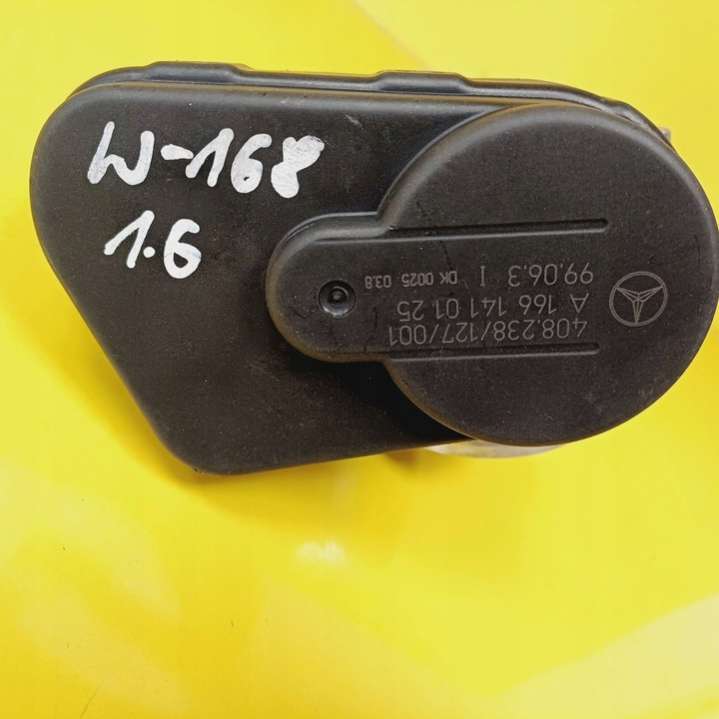 W-168
1.6
408.238/127/001
A 166 141 01 25
99.06.3 I DK 0025 03.8